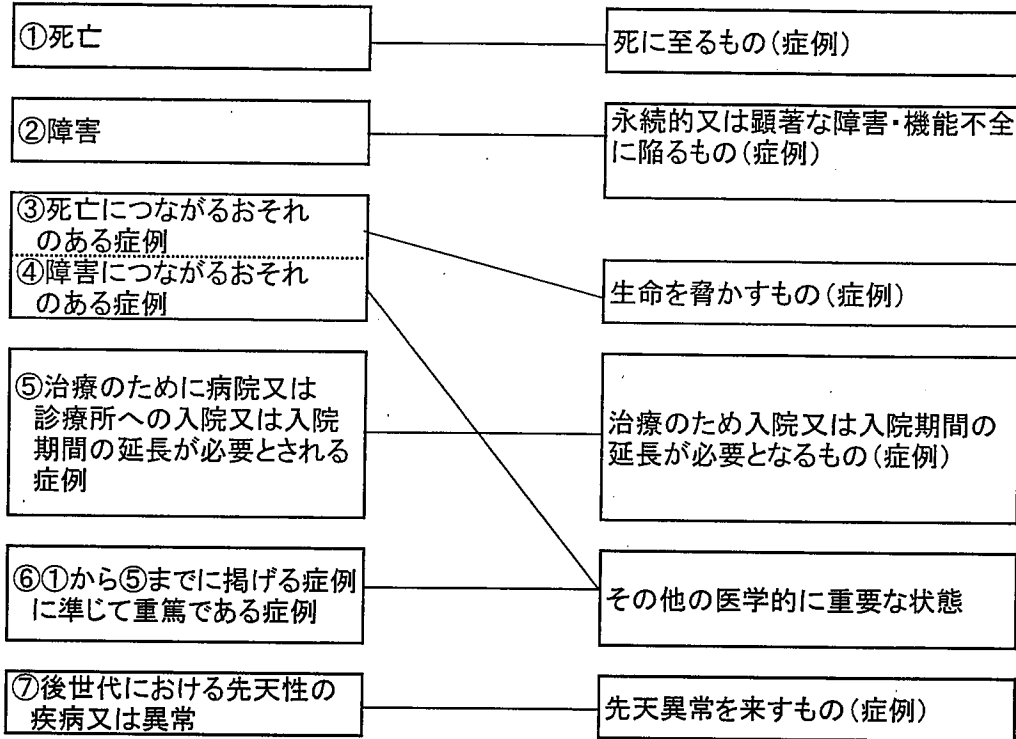 ①死亡
死に至るもの(症例)
②障害
永続的又は顕著な障害・機能不全
に陥るもの(症例)
③死亡につながるおそれ
のある症例
④障害につながるおそれ
のある症例
生命を脅かすもの(症例)
⑤治療のために病院又は
診療所への入院又は入院
期間の延長が必要とされる
症例
治療のため入院又は入院期間の
延長が必要となるもの(症例)
⑥①から⑤までに掲げる症例
に準じて重篤である症例
その他の医学的に重要な状態
⑦後世代における先天性の
疾病又は異常
先天異常を来すもの(症例)